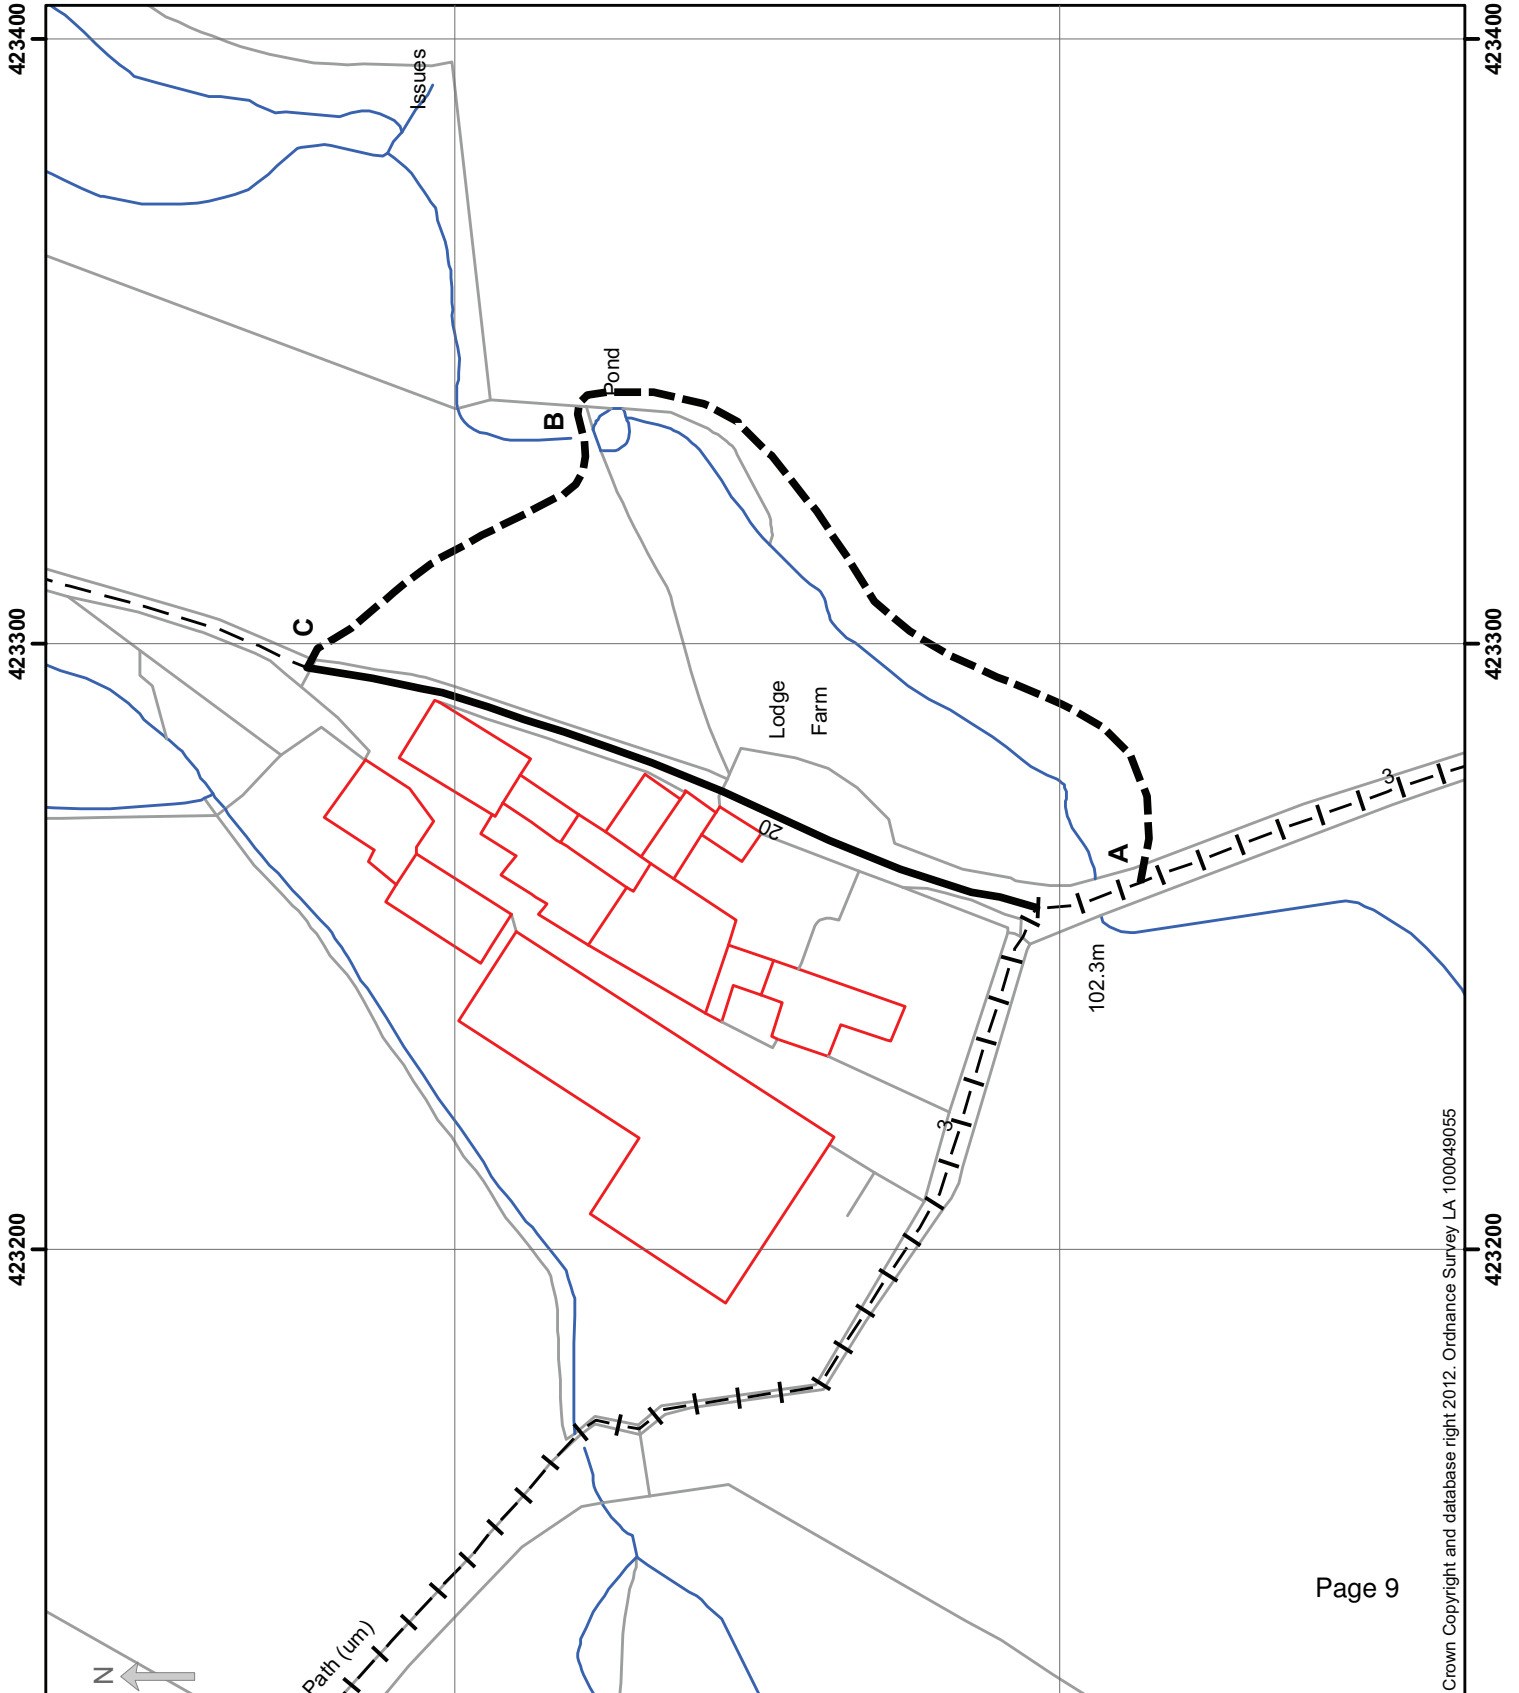 423400
423400
Issues
Pond
B
C
423300
423300
Lodge
Farm
20
3
A
102.3m
3
423200
423200
Page 9
Path (um)
N
Crown Copyright and database right 2012. Ordnance Survey LA 100049055